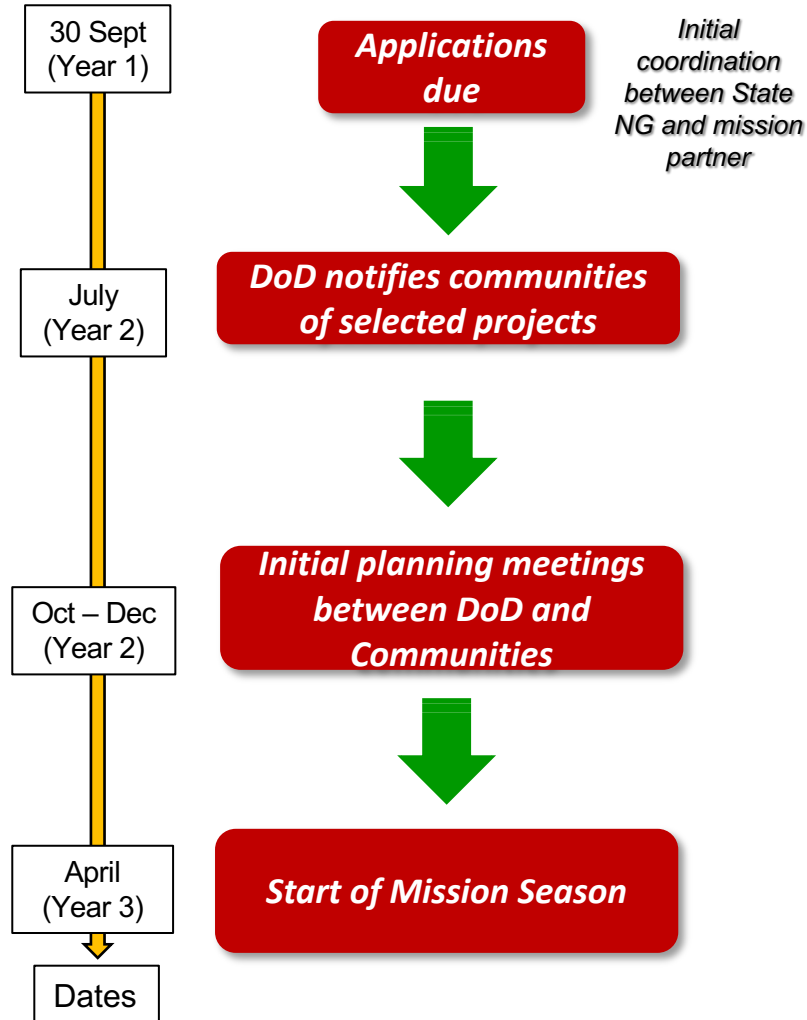 30 Sept
(Year 1)
Applications
due
Initial
coordination
between State
NG and mission
partner
July
(Year 2)
DoD notifies communities
of selected projects
Oct – Dec
(Year 2)
Initial planning meetings
between DoD and
Communities
April
(Year 3)
Start of Mission Season
Dates